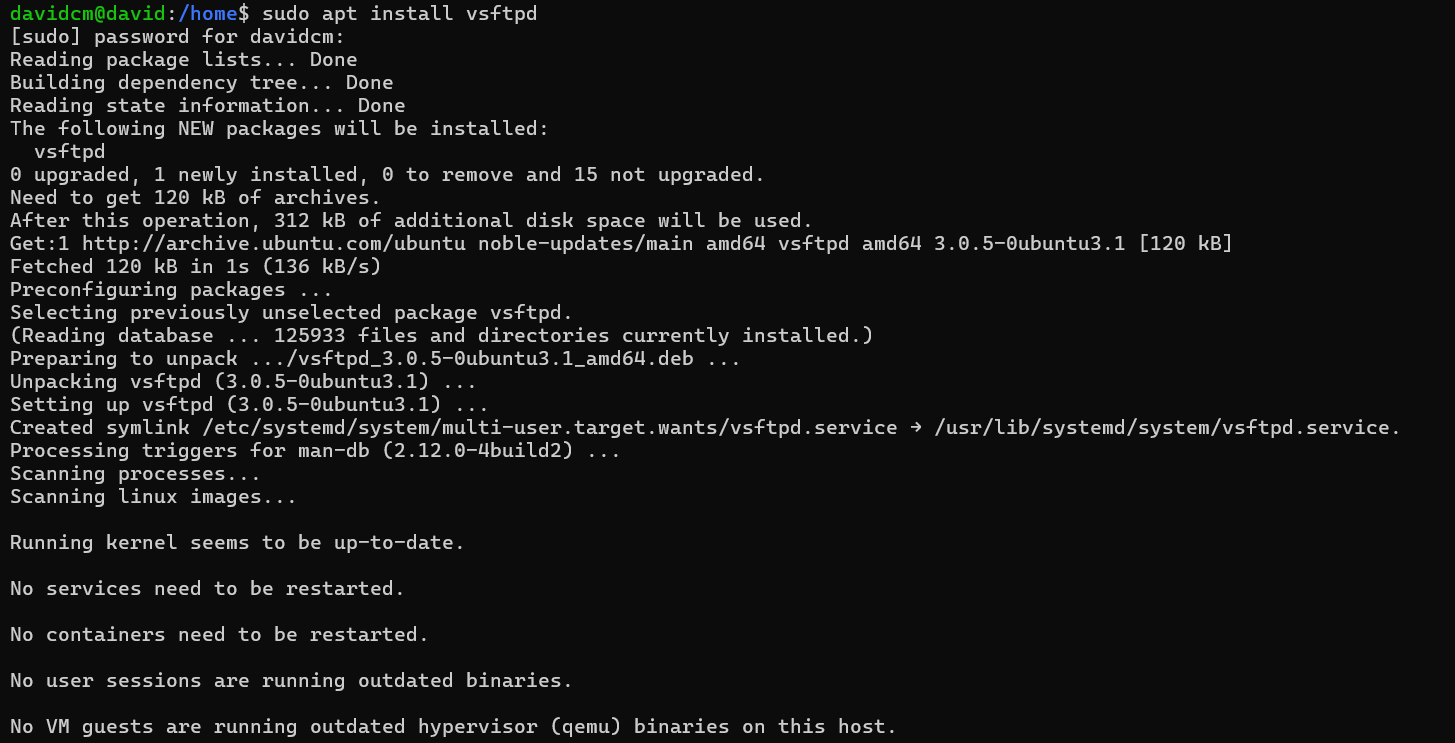 davidcm@david:/home$ sudo apt install vsftpd
[sudo] password for davidcm:
Reading package lists... Done
Building dependency tree... Done
Reading state information... Done
The following NEW packages will be installed:
  vsftpd
0 upgraded, 1 newly installed, 0 to remove and 15 not upgraded.
Need to get 120 kB of archives.
After this operation, 312 kB of additional disk space will be used.
Get:1 http://archive.ubuntu.com/ubuntu noble-updates/main amd64 vsftpd amd64 3.0.5-0ubuntu3.1 [120 kB]
Fetched 120 kB in 1s (136 kB/s)
Preconfiguring packages ...
Selecting previously unselected package vsftpd.
(Reading database ... 125933 files and directories currently installed.)
Preparing to unpack .../vsftpd_3.0.5-0ubuntu3.1_amd64.deb ...
Unpacking vsftpd (3.0.5-0ubuntu3.1) ...
Setting up vsftpd (3.0.5-0ubuntu3.1) ...
Created symlink /etc/systemd/system/multi-user.target.wants/vsftpd.service → /usr/lib/systemd/system/vsftpd.service.
Processing triggers for man-db (2.12.0-4build2) ...
Scanning processes...
Scanning linux images...

Running kernel seems to be up-to-date.

No services need to be restarted.

No containers need to be restarted.

No user sessions are running outdated binaries.

No VM guests are running outdated hypervisor (qemu) binaries on this host.